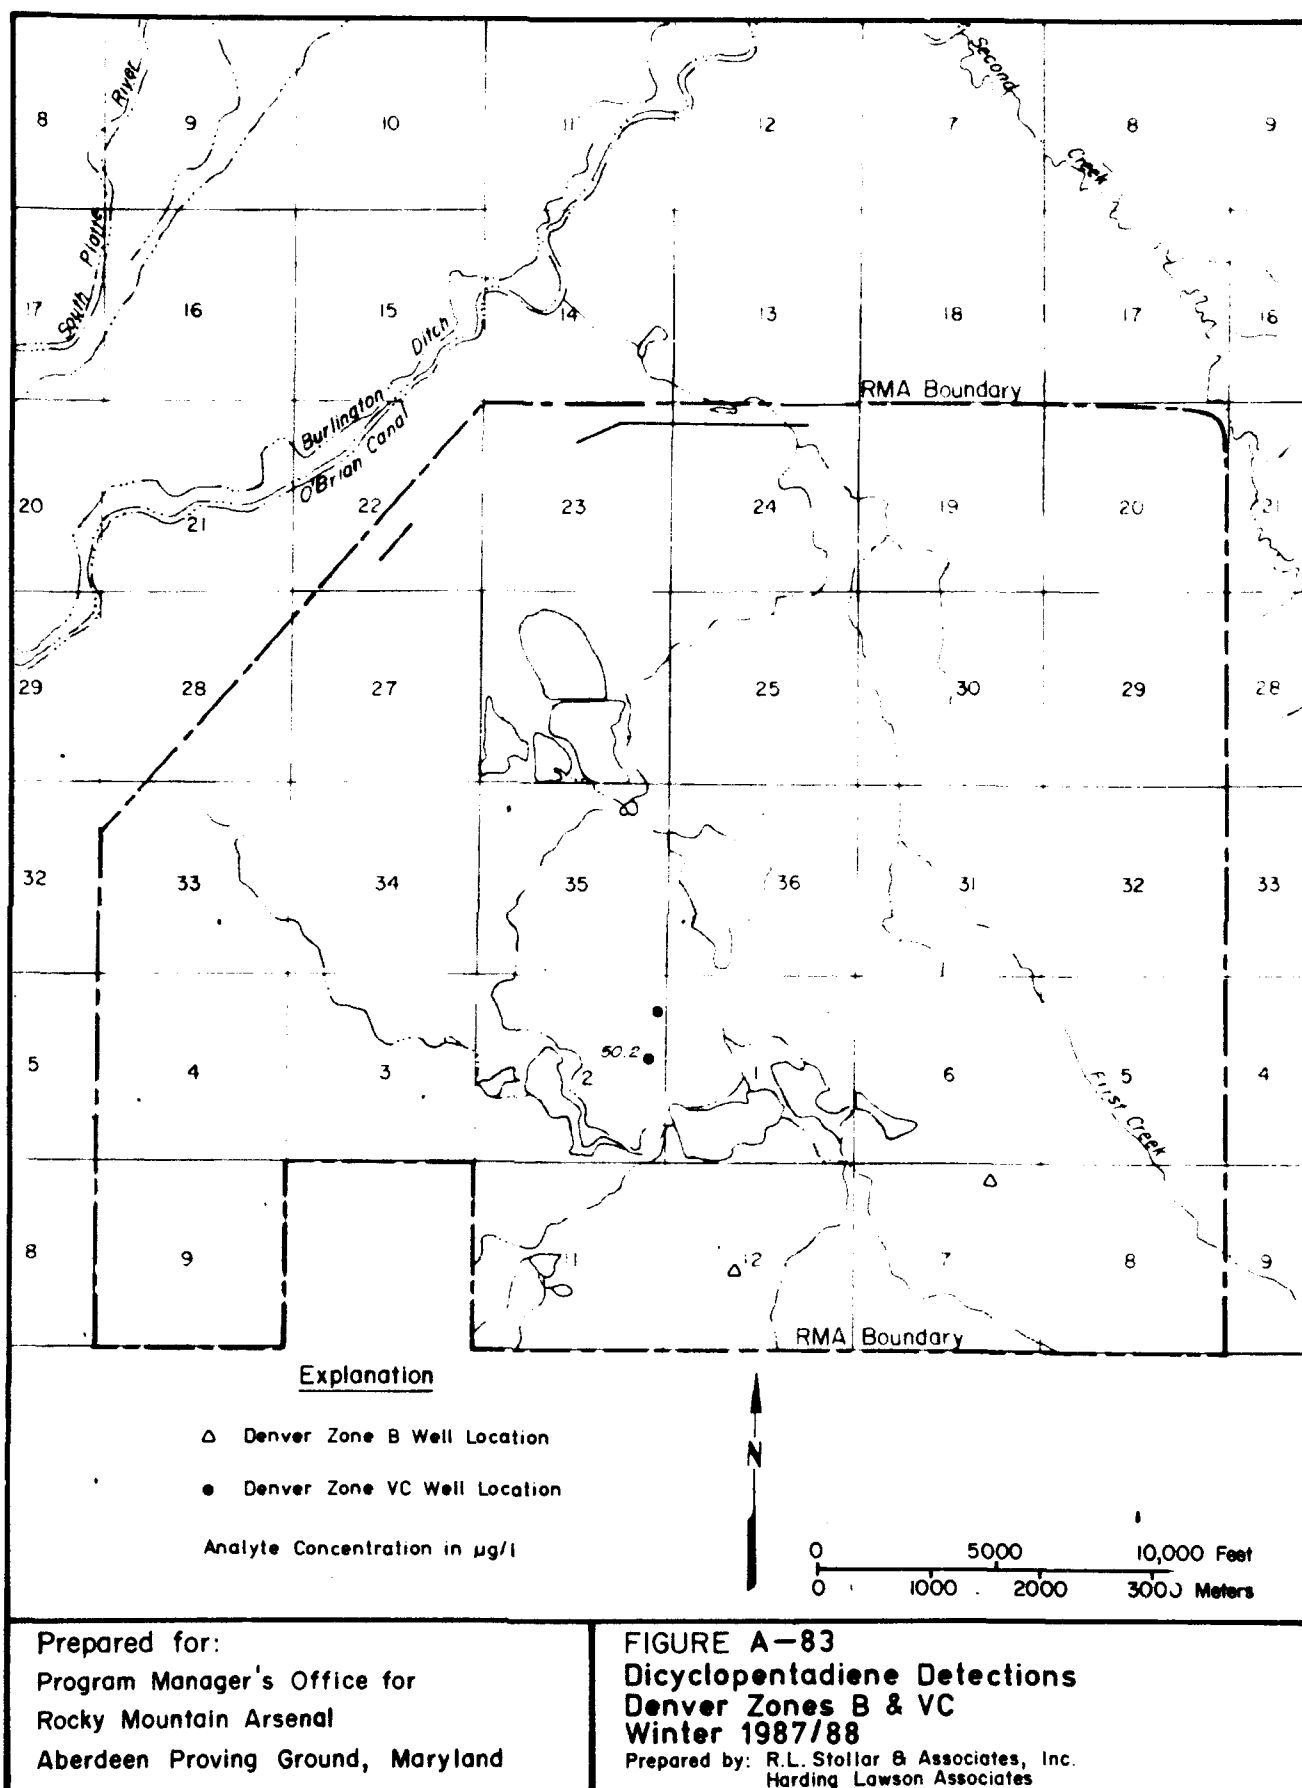 Second
River
8 9 10 11 12 7 8 9
Creek
Platte
South
17 16 15 14 13 18 17 16
Ditch
RMA Boundary
Burlington
O'Brian Canal
20 21 22 23 24 19 20 21
29 28 27 25 30 29 28
32 33 34 35 36 31 32 33
50.2
5 4 3 2 1 6 5 4
First Creek
8 9 11 12 7 8 9
RMA Boundary
Explanation
△ Denver Zone B Well Location
● Denver Zone VC Well Location
Analyte Concentration in µg/l
N
0 5000 10,000 Feet
0 1000 2000 3000 Meters
Prepared for:
Program Manager's Office for
Rocky Mountain Arsenal
Aberdeen Proving Ground, Maryland
FIGURE A-83
Dicyclopentadiene Detections
Denver Zones B & VC
Winter 1987/88
Prepared by: R.L. Stollar & Associates, Inc.
Harding Lawson Associates